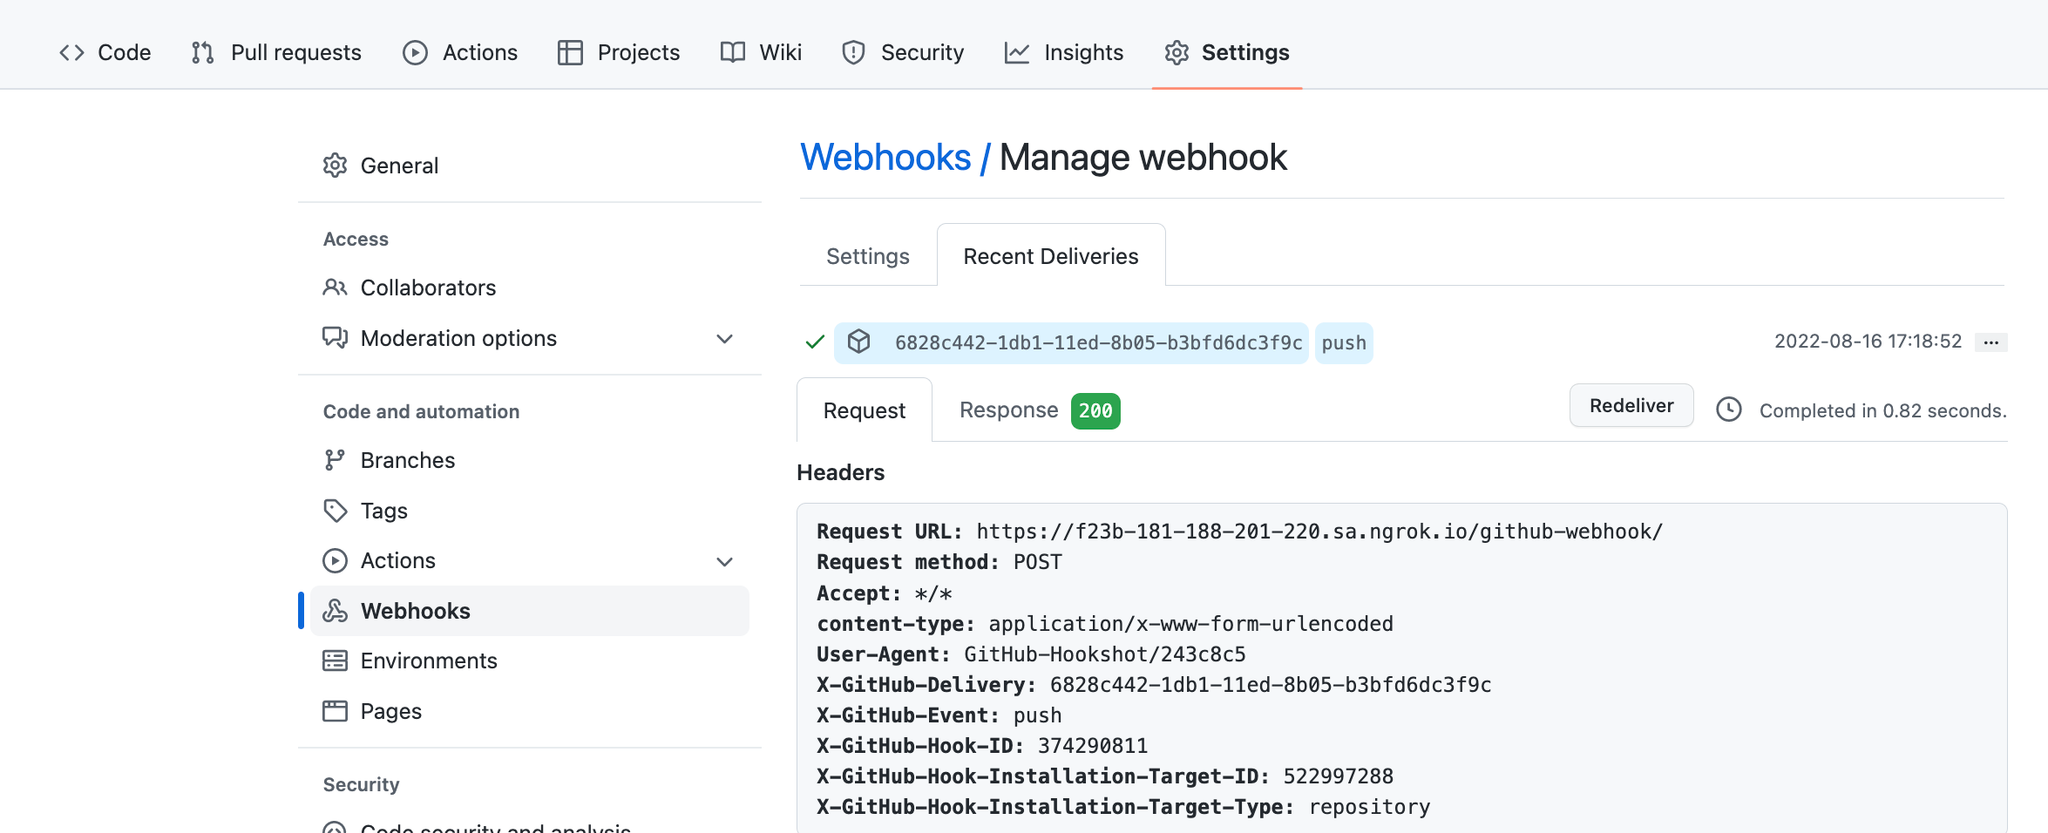 Code Pull requests Actions Projects Wiki Security Insights Settings
General
Access
Collaborators
Moderation options
Code and automation
Branches
Tags
Actions
Webhooks
Environments
Pages
Security
Code security and analysis
Webhooks / Manage webhook
Settings Recent Deliveries
6828c442-1db1-11ed-8b05-b3bfd6dc3f9c push 2022-08-16 17:18:52 ...
Request Response 200 Redeliver Completed in 0.82 seconds.
Headers
Request URL: https://f23b-181-188-201-220.sa.ngrok.io/github-webhook/
Request method: POST
Accept: */*
content-type: application/x-www-form-urlencoded
User-Agent: GitHub-Hookshot/243c8c5
X-GitHub-Delivery: 6828c442-1db1-11ed-8b05-b3bfd6dc3f9c
X-GitHub-Event: push
X-GitHub-Hook-ID: 374290811
X-GitHub-Hook-Installation-Target-ID: 522997288
X-GitHub-Hook-Installation-Target-Type: repository